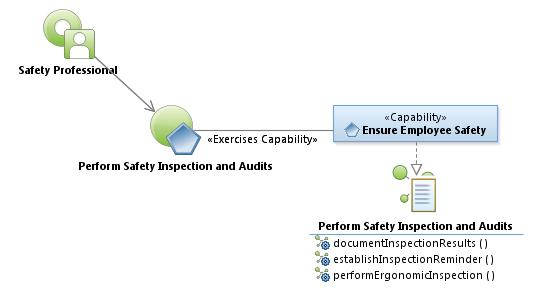 Safety Professional
«Exercises Capability»
Perform Safety Inspection and Audits
«Capability»
Ensure Employee Safety
Perform Safety Inspection and Audits
documentInspectionResults ( )
establishInspectionReminder ( )
performErgonomicInspection ( )